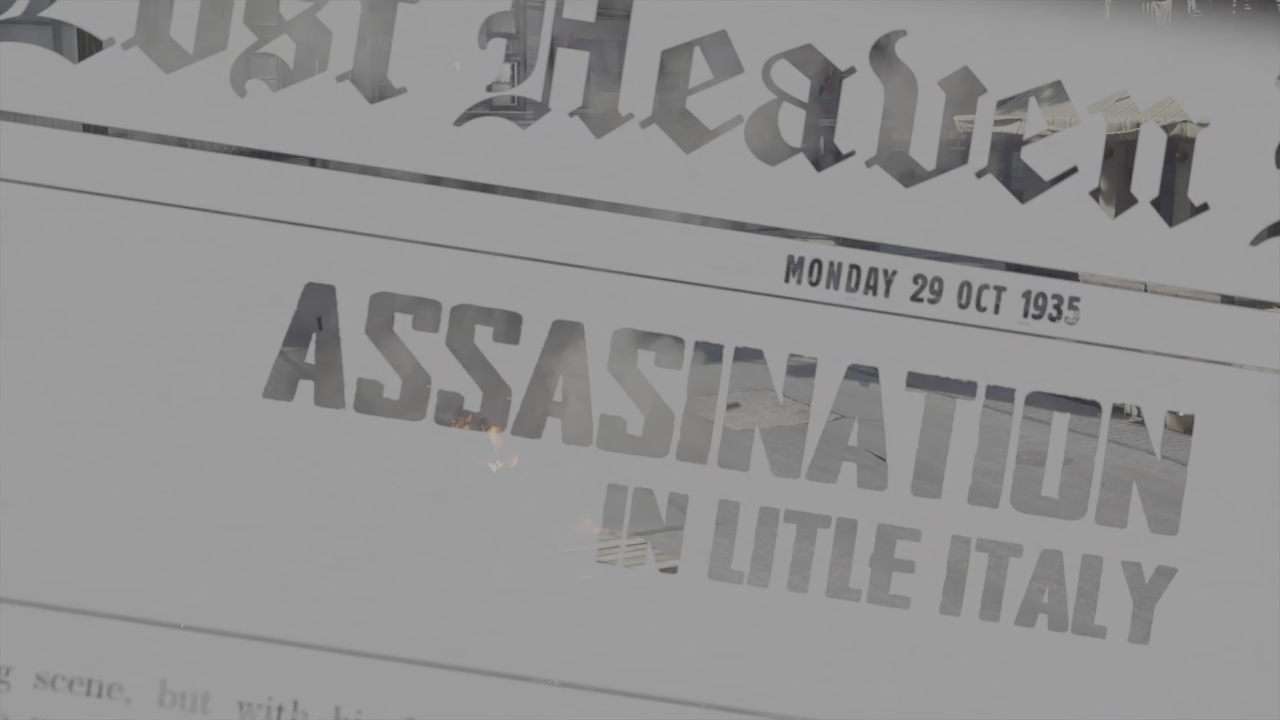 Lost Heaven
MONDAY 29 OCT 1935
ASSASINATION
IN LITLE ITALY
scene, but with